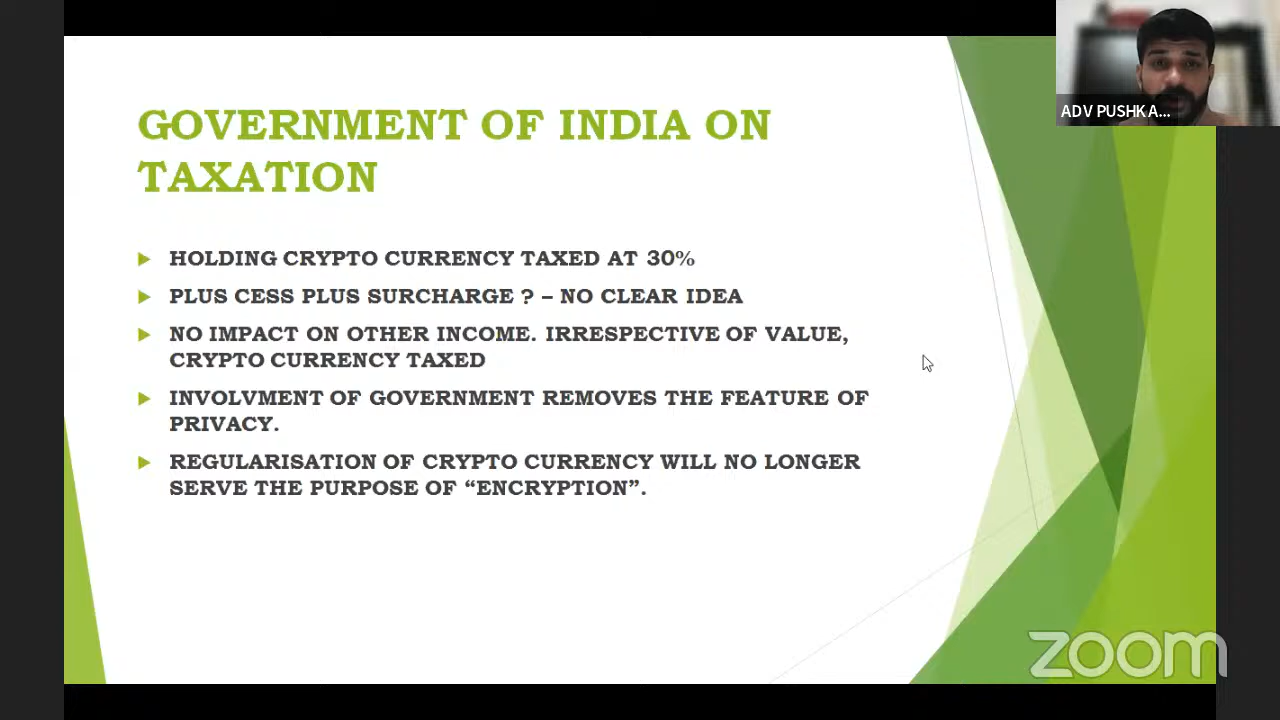 ADV PUSHKA...
GOVERNMENT OF INDIA ON
TAXATION
HOLDING CRYPTO CURRENCY TAXED AT 30%
PLUS CESS PLUS SURCHARGE ? – NO CLEAR IDEA
NO IMPACT ON OTHER INCOME. IRRESPECTIVE OF VALUE,
CRYPTO CURRENCY TAXED
INVOLVMENT OF GOVERNMENT REMOVES THE FEATURE OF
PRIVACY.
REGULARISATION OF CRYPTO CURRENCY WILL NO LONGER
SERVE THE PURPOSE OF “ENCRYPTION”.
zoom